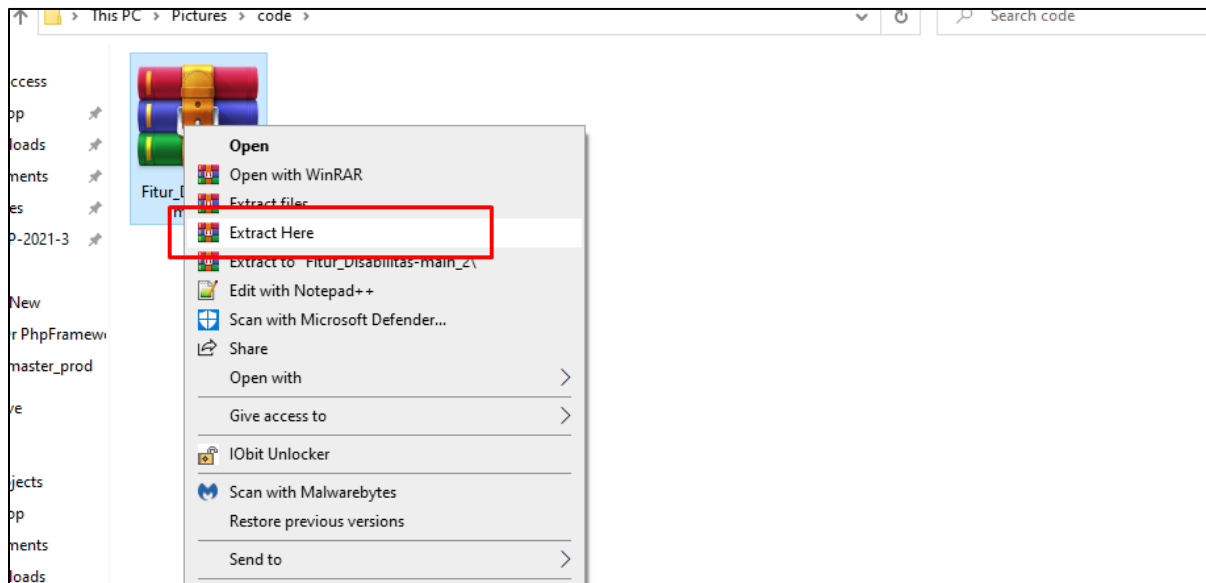 This PC > Pictures > code >
Search code
ccess
op
loads
ments
es
P-2021-3
New
r PhpFramew
master_prod
ve
jects
op
ments
loads
Fitur_D
m
Open
Open with WinRAR
Extract files
Extract Here
Extract to "Fitur_Disabilitas-main_2\
Edit with Notepad++
Scan with Microsoft Defender...
Share
Open with
Give access to
IObit Unlocker
Scan with Malwarebytes
Restore previous versions
Send to